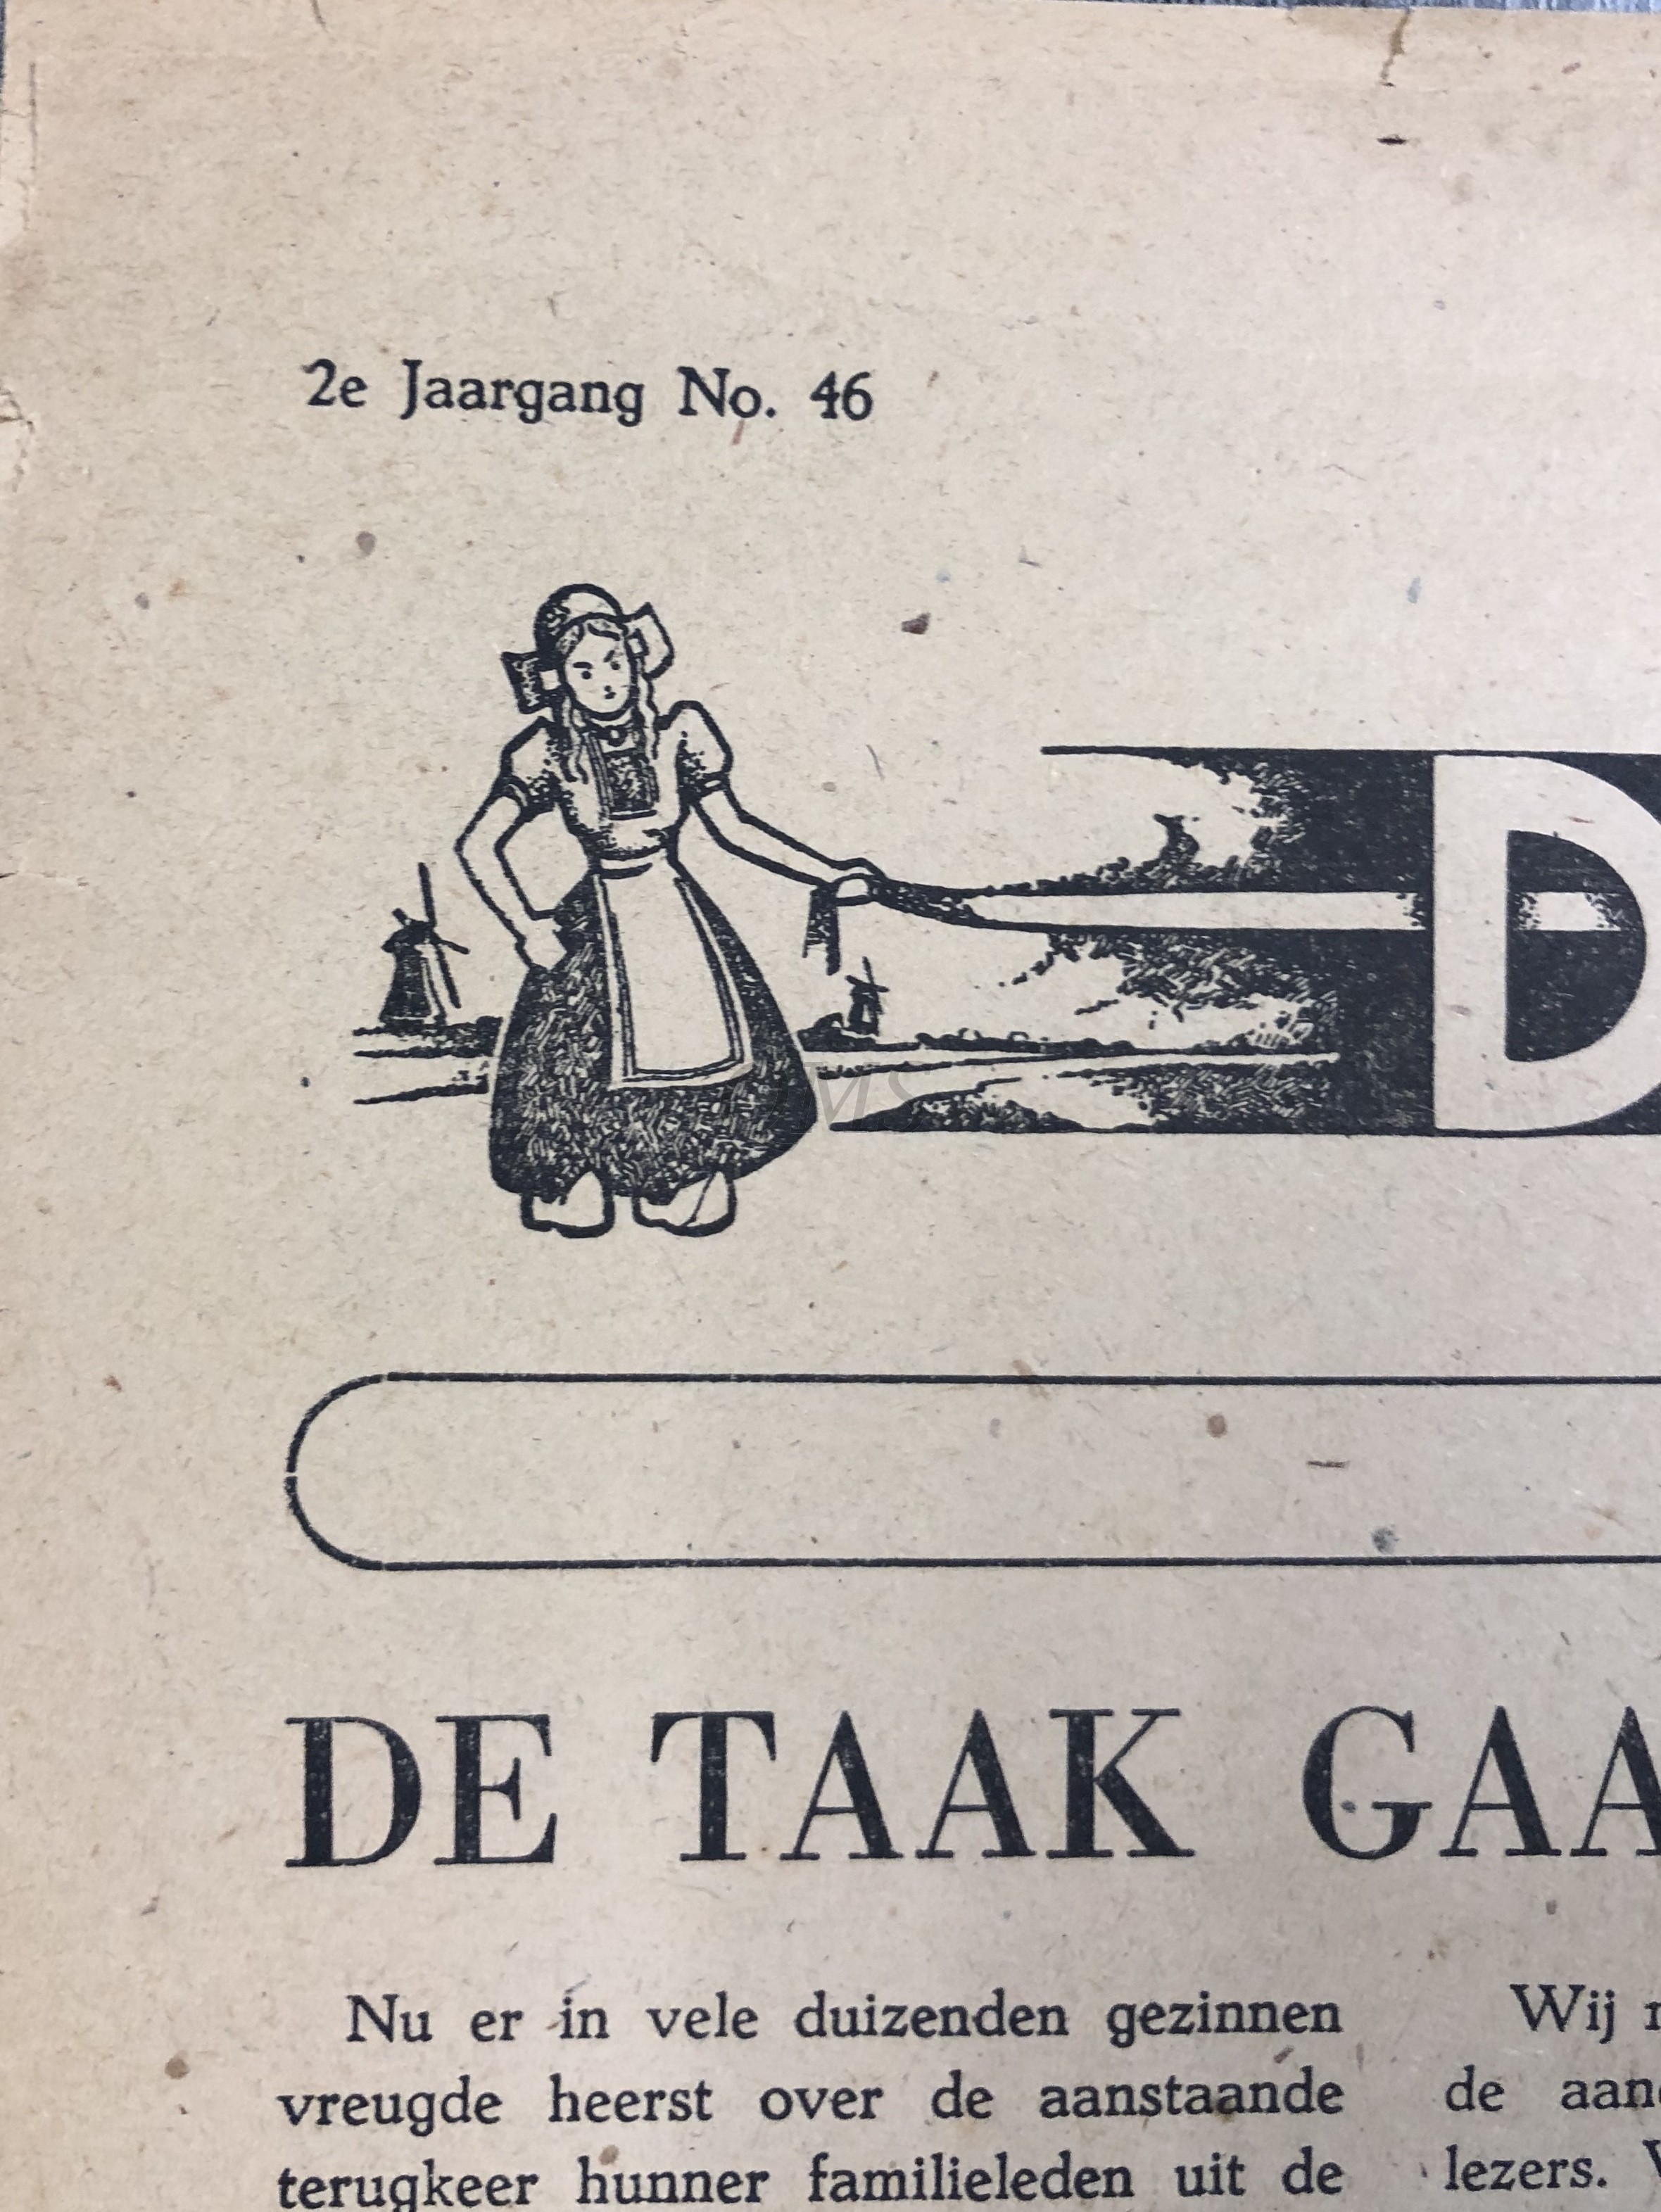 2e Jaargang No. 46
D
DE TAAK GAA
Nu er in vele duizenden gezinnen
vreugde heerst over de aanstaande
terugkeer hunner familieleden uit de
Wij
de aan
lezers.